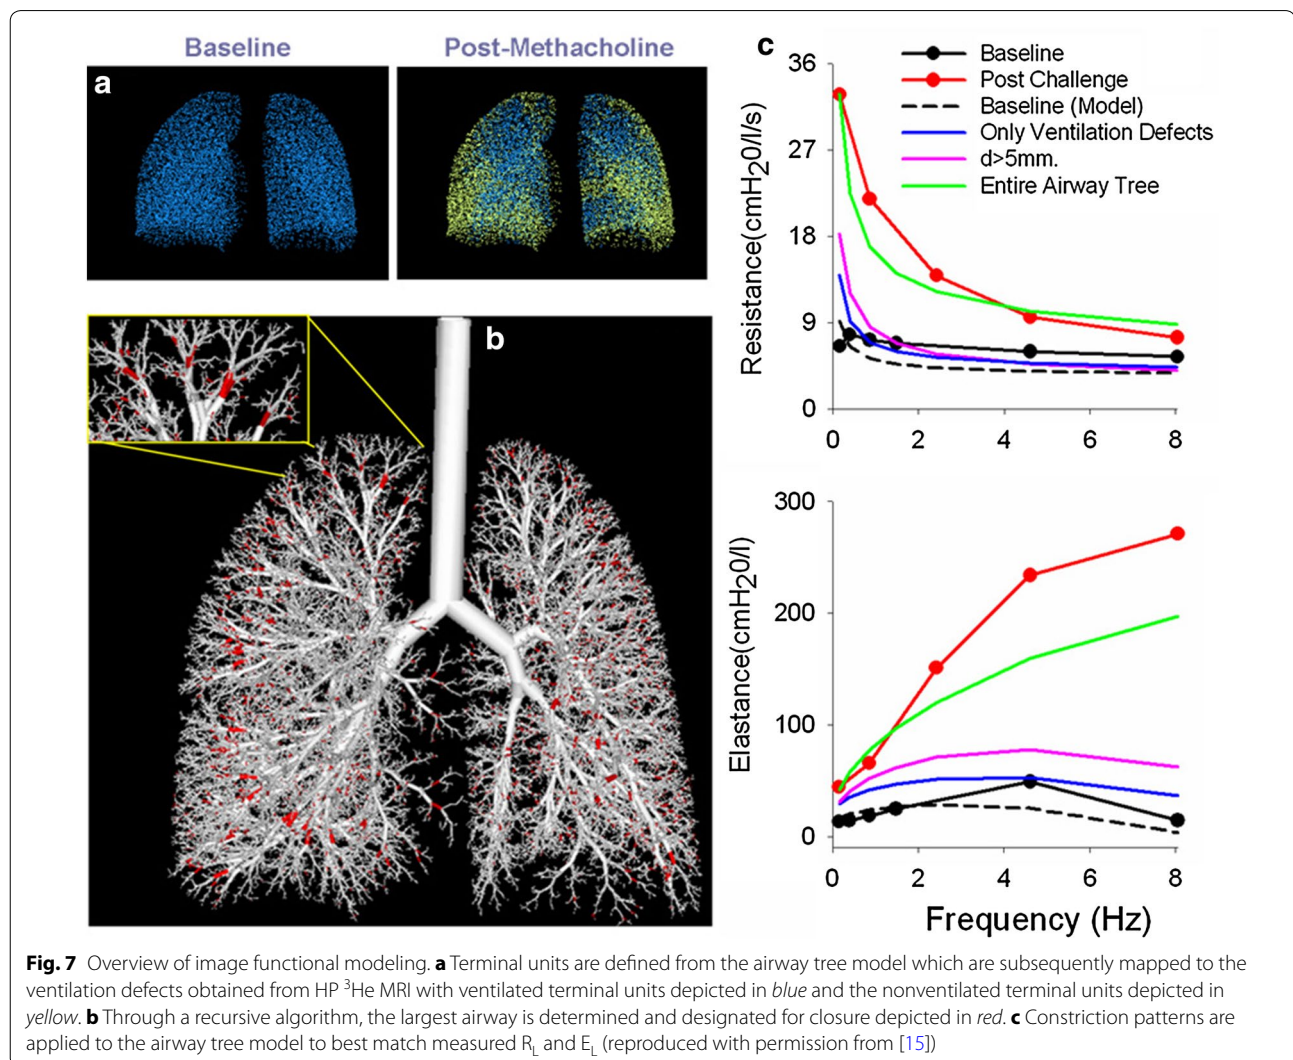 Baseline
Post-Methacholine
a
b
c
Baseline
Post Challenge
Baseline (Model)
Only Ventilation Defects
d>5mm.
Entire Airway Tree
Resistance(cmH20/l/s)
36
27
18
9
0
0 2 4 6 8
Elastance(cmH20/l)
300
200
100
0
0 2 4 6 8
Frequency (Hz)
Fig. 7 Overview of image functional modeling. a Terminal units are defined from the airway tree model which are subsequently mapped to the
ventilation defects obtained from HP ³He MRI with ventilated terminal units depicted in blue and the nonventilated terminal units depicted in
yellow. b Through a recursive algorithm, the largest airway is determined and designated for closure depicted in red. c Constriction patterns are
applied to the airway tree model to best match measured R_L and E_L (reproduced with permission from [15])